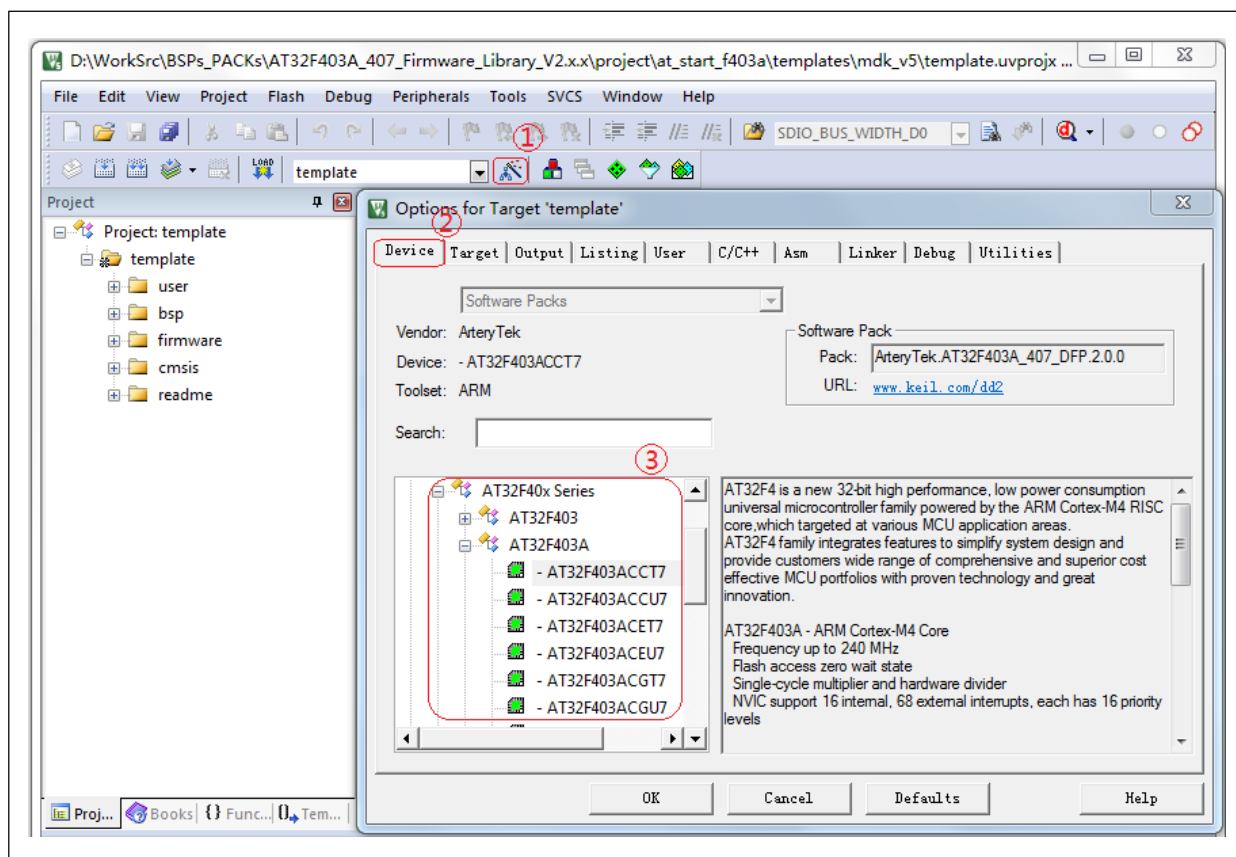 D:\WorkSrc\BSPs_PACKs\AT32F403A_407_Firmware_Library_V2.x.x\project\at_start_f403a\templates\mdk_v5\template.uvprojx ...
File Edit View Project Flash Debug Peripherals Tools SVCS Window Help
①
SDIO_BUS_WIDTH_D0
LOAD
template
Project
Project: template
template
user
bsp
firmware
cmsis
readme
Proj... Books {} Func... Tem...
Options for Target 'template'
②
Device Target Output Listing User C/C++ Asm Linker Debug Utilities
Software Packs
Vendor: ArteryTek
Device: - AT32F403ACCT7
Toolset: ARM
Software Pack
Pack: ArteryTek.AT32F403A_407_DFP.2.0.0
URL: www.keil.com/dd2
Search:
③
AT32F40x Series
AT32F403
AT32F403A
- AT32F403ACCT7
- AT32F403ACCU7
- AT32F403ACET7
- AT32F403ACEU7
- AT32F403ACGT7
- AT32F403ACGU7
AT32F4 is a new 32-bit high performance, low power consumption
universal microcontroller family powered by the ARM Cortex-M4 RISC
core,which targeted at various MCU application areas.
AT32F4 family integrates features to simplify system design and
provide customers wide range of comprehensive and superior cost
effective MCU portfolios with proven technology and great
innovation.
AT32F403A - ARM Cortex-M4 Core
Frequency up to 240 MHz
Flash access zero wait state
Single-cycle multiplier and hardware divider
NVIC support 16 internal, 68 external interrupts, each has 16 priority
levels
OK Cancel Defaults Help